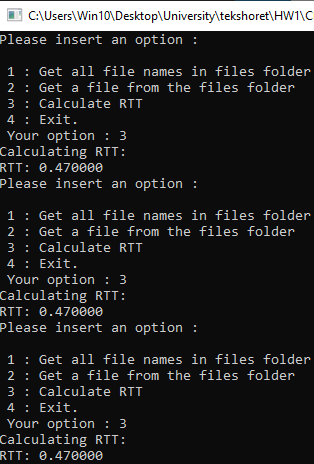 C:\Users\Win10\Desktop\University\tekshoret\HW1\C
Please insert an option :
1 : Get all file names in files folder
2 : Get a file from the files folder
3 : Calculate RTT
4 : Exit.
Your option : 3
Calculating RTT:
RTT: 0.470000
Please insert an option :
1 : Get all file names in files folder
2 : Get a file from the files folder
3 : Calculate RTT
4 : Exit.
Your option : 3
Calculating RTT:
RTT: 0.470000
Please insert an option :
1 : Get all file names in files folder
2 : Get a file from the files folder
3 : Calculate RTT
4 : Exit.
Your option : 3
Calculating RTT:
RTT: 0.470000